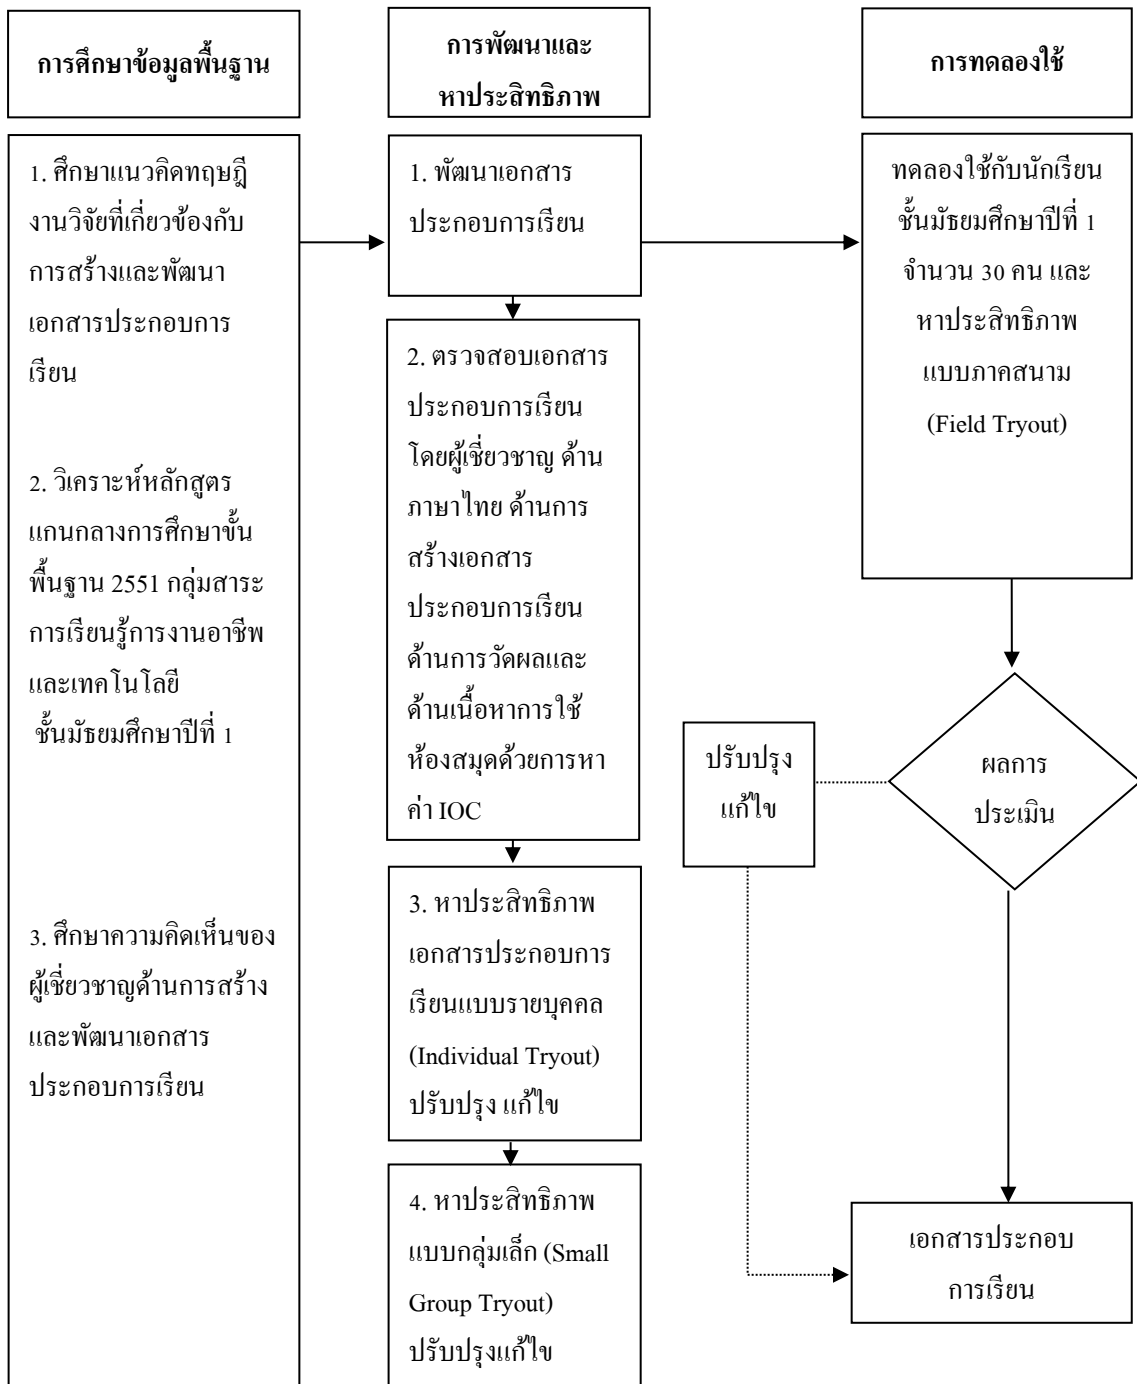 การศึกษาข้อมูลพื้นฐาน
การพัฒนาและ
หาประสิทธิภาพ
การทดลองใช้
1. ศึกษาแนวคิดทฤษฎี
งานวิจัยที่เกี่ยวข้องกับ
การสร้างและพัฒนา
เอกสารประกอบการ
เรียน
2. วิเคราะห์หลักสูตร
แกนกลางการศึกษาขั้น
พื้นฐาน 2551 กลุ่มสาระ
การเรียนรู้การงานอาชีพ
และเทคโนโลยี
ชั้นมัธยมศึกษาปีที่ 1
3. ศึกษาความคิดเห็นของ
ผู้เชี่ยวชาญด้านการสร้าง
และพัฒนาเอกสาร
ประกอบการเรียน
1. พัฒนาเอกสาร
ประกอบการเรียน
2. ตรวจสอบเอกสาร
ประกอบการเรียน
โดยผู้เชี่ยวชาญ ด้าน
ภาษาไทย ด้านการ
สร้างเอกสาร
ประกอบการเรียน
ด้านการวัดผลและ
ด้านเนื้อหาการใช้
ห้องสมุดด้วยการหา
ค่า IOC
3. หาประสิทธิภาพ
เอกสารประกอบการ
เรียนแบบรายบุคคล
(Individual Tryout)
ปรับปรุง แก้ไข
4. หาประสิทธิภาพ
แบบกลุ่มเล็ก (Small
Group Tryout)
ปรับปรุงแก้ไข
ทดลองใช้กับนักเรียน
ชั้นมัธยมศึกษาปีที่ 1
จำนวน 30 คน และ
หาประสิทธิภาพ
แบบภาคสนาม
(Field Tryout)
ผลการ
ประเมิน
ปรับปรุง
แก้ไข
เอกสารประกอบ
การเรียน